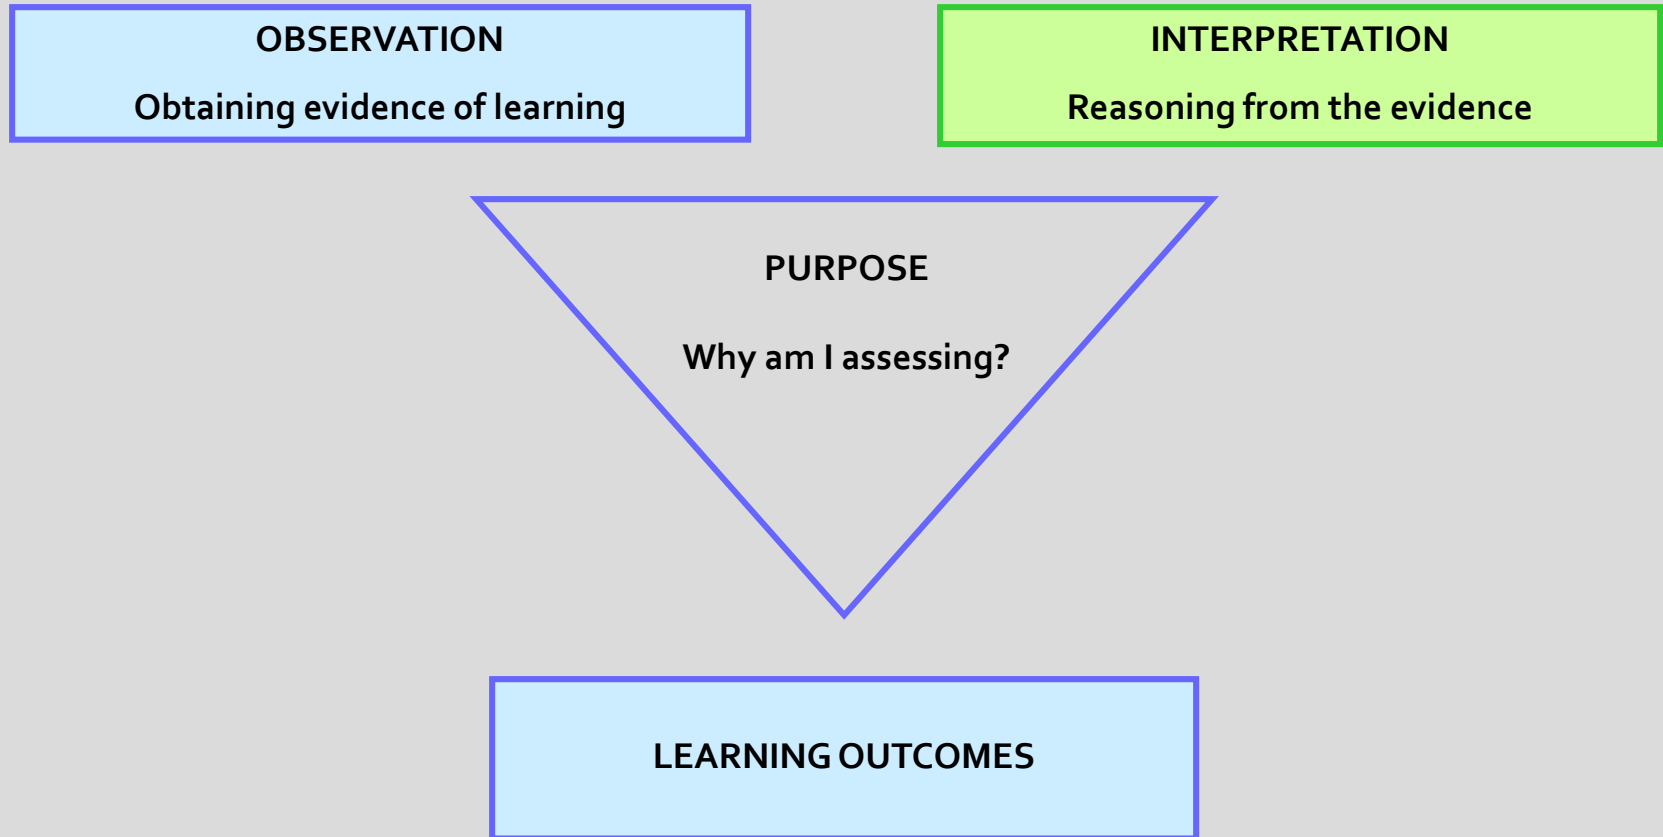 OBSERVATION
Obtaining evidence of learning
INTERPRETATION
Reasoning from the evidence
PURPOSE
Why am I assessing?
LEARNING OUTCOMES